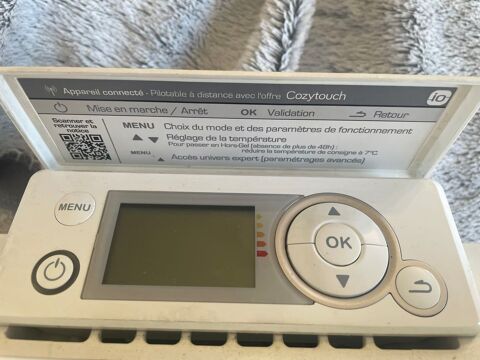 Appareil connecté - Pilotable à distance avec l'offre Cozytouch
io
Mise en marche / Arrêt OK Validation Retour
Scanner et
retrouver la
notice
MENU Choix du mode et des paramètres de fonctionnement
Réglage de la température
Pour passer en Hors-Gel (absence de plus de 48h) :
réduire la température de consigne à 7°C
MENU Accès univers expert (paramétrages avancés)
MENU
OK